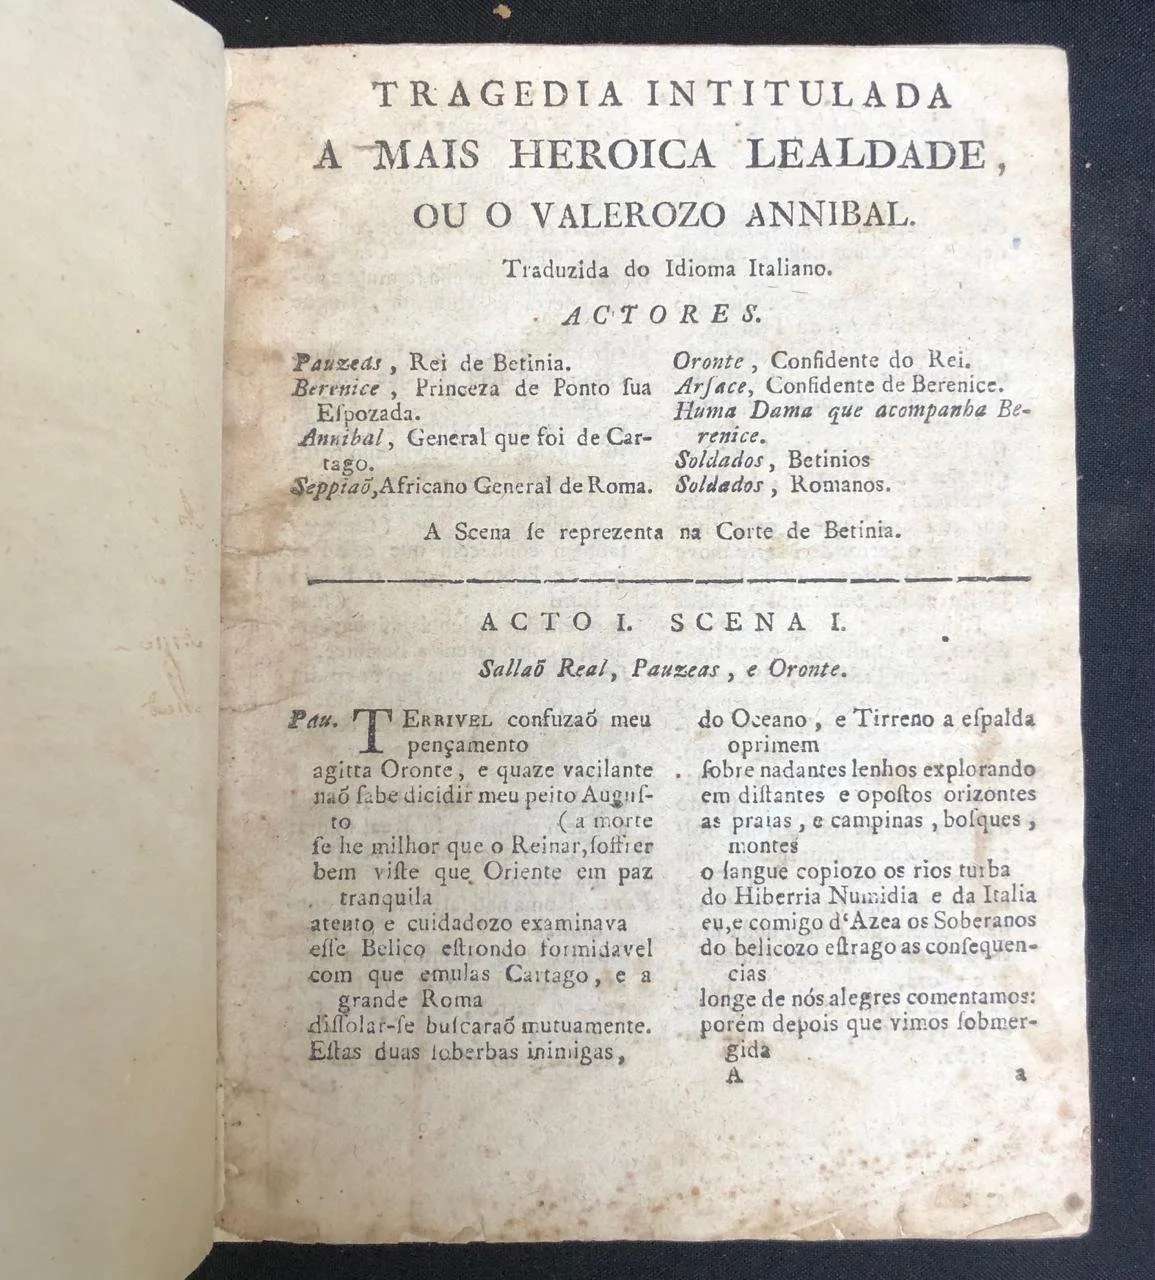 TRAGEDIA INTITULADA
A MAIS HEROICA LEALDADE,
OU O VALEROZO ANNIBAL.
Traduzida do Idioma Italiano.
ACTORES.
Pauzeas, Rei de Betinia.
Berenice, Princeza de Ponto ſua
Eſpozada.
Annibal, General que foi de Car-
tago.
Seppiaõ, Africano General de Roma.
Oronte, Confidente do Rei.
Arſace, Confidente de Berenice.
Huma Dama que acompanha Be-
renice.
Soldados, Betinios
Soldados, Romanos.
A Scena ſe reprezenta na Corte de Betinia.
ACTO I. SCENA I.
Sallaõ Real, Pauzeas, e Oronte.
Pau. TERRIVEL confuzaõ meu
pençamento
agitta Oronte, e quaze vacilante
naõ ſabe dicidir meu peito Auguſ-
to (a morte
ſe he milhor que o Reinar, ſoffrer
bem viſte que Oriente em paz
tranquila
atento e cuidadozo examinava
eſſe Belico eſtrondo formidavel
com que emulas Cartago, e a
grande Roma
diſſolar-ſe buſcaraõ mutuamente.
Eſtas duas ſoberbas inimigas,
do Oceano, e Tirreno a eſpalda
oprimem
ſobre nadantes lenhos explorando
em diſtantes e opoſtos orizontes
as praias, e campinas, boſques,
montes
o ſangue copiozo os rios turba
do Hiberria Numidia e da Italia
eu, e comigo d'Azea os Soberanos
do belicozo eſtrago as conſequen-
cias
longe de nós alegres comentamos:
porém depois que vimos ſobmer-
gida
A a